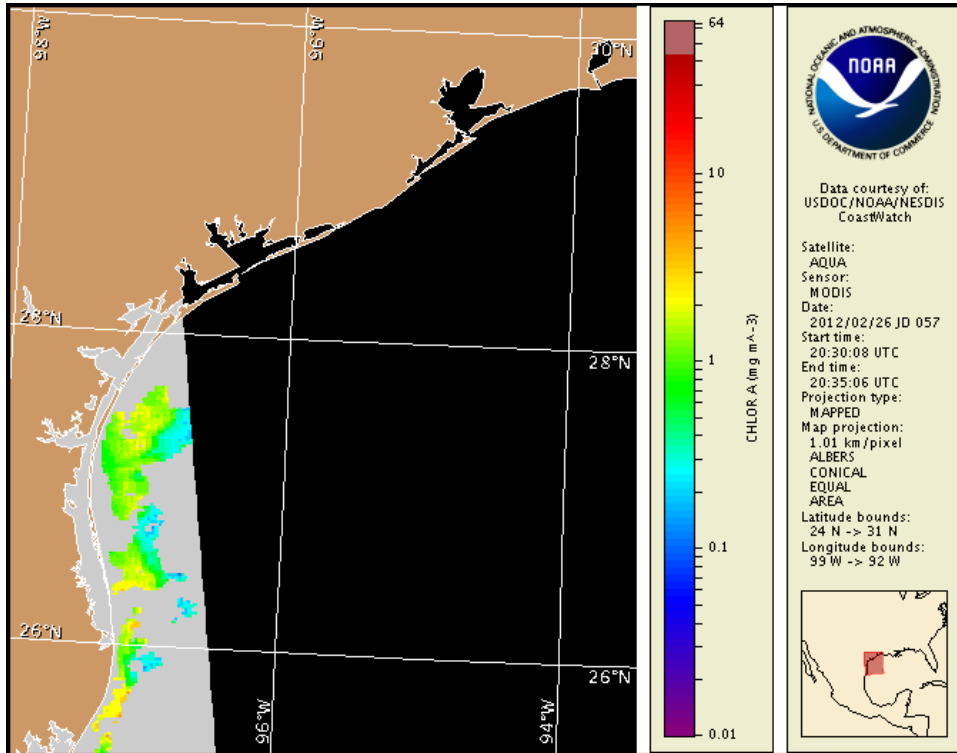 98°W
96°W
30°N
28°N
28°N
26°N
26°N
96°W
94°W
64
10
1
0.1
0.01
CHLOR A (mg m^-3)
NATIONAL OCEANIC AND ATMOSPHERIC ADMINISTRATION
NOAA
U.S. DEPARTMENT OF COMMERCE
Data courtesy of:
USDOC/NOAA/NESDIS
CoastWatch
Satellite:
AQUA
Sensor:
MODIS
Date:
2012/02/26 JD 057
Start time:
20:30:08 UTC
End time:
20:35:06 UTC
Projection type:
MAPPED
Map projection:
1.01 km/pixel
ALBERS
CONICAL
EQUAL
AREA
Latitude bounds:
24 N -> 31 N
Longitude bounds:
99 W -> 92 W